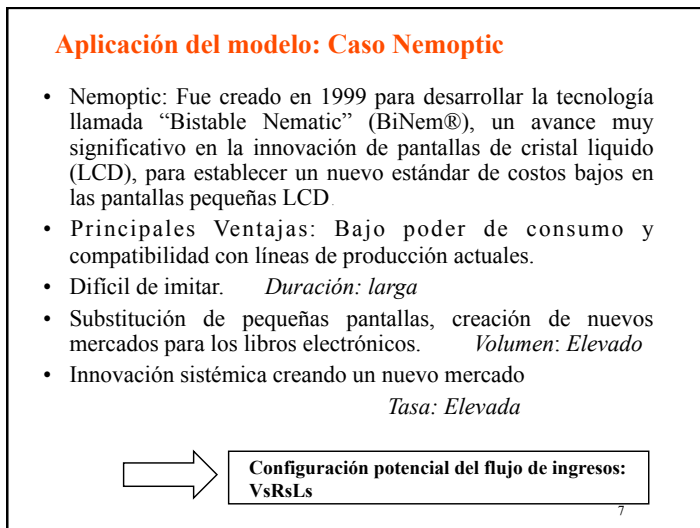 Aplicación del modelo: Caso Nemoptic
• Nemoptic: Fue creado en 1999 para desarrollar la tecnología
llamada “Bistable Nematic” (BiNem®), un avance muy
significativo en la innovación de pantallas de cristal liquido
(LCD), para establecer un nuevo estándar de costos bajos en
las pantallas pequeñas LCD.
• Principales Ventajas: Bajo poder de consumo y
compatibilidad con líneas de producción actuales.
• Difícil de imitar. Duración: larga
• Substitución de pequeñas pantallas, creación de nuevos
mercados para los libros electrónicos. Volumen: Elevado
• Innovación sistémica creando un nuevo mercado
Tasa: Elevada
Configuración potencial del flujo de ingresos:
VsRsLs
7